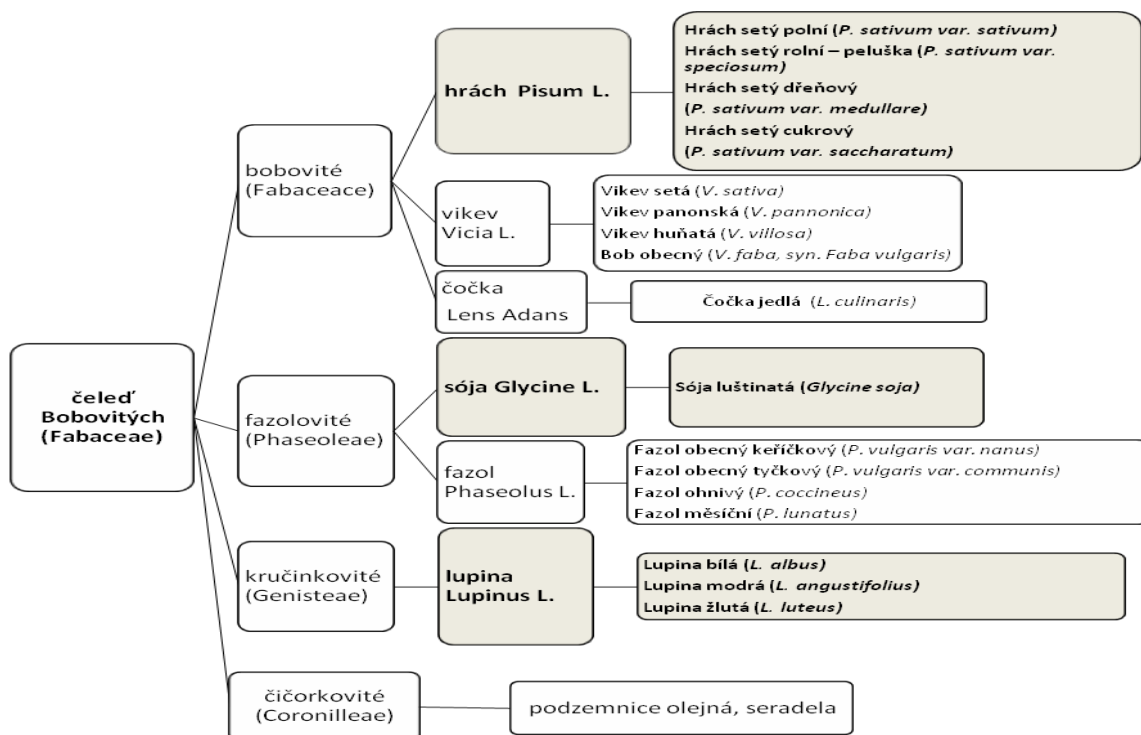 čeleď
Bobovitých
(Fabaceae)
bobovité
(Fabaceace)
hrách Pisum L.
Hrách setý polní (P. sativum var. sativum)
Hrách setý rolní – peluška (P. sativum var.
speciosum)
Hrách setý dřeňový
(P. sativum var. medullare)
Hrách setý cukrový
(P. sativum var. saccharatum)
vikev
Vicia L.
Vikev setá (V. sativa)
Vikev panonská (V. pannonica)
Vikev huňatá (V. villosa)
Bob obecný (V. faba, syn. Faba vulgaris)
čočka
Lens Adans
Čočka jedlá (L. culinaris)
fazolovité
(Phaseoleae)
sója Glycine L.
Sója luštinatá (Glycine soja)
fazol
Phaseolus L.
Fazol obecný keříčkový (P. vulgaris var. nanus)
Fazol obecný tyčkový (P. vulgaris var. communis)
Fazol ohnivý (P. coccineus)
Fazol měsíční (P. lunatus)
kručinkovité
(Genisteae)
lupina
Lupinus L.
Lupina bílá (L. albus)
Lupina modrá (L. angustifolius)
Lupina žlutá (L. luteus)
čičorkovité
(Coronilleae)
podzemnice olejná, seradela